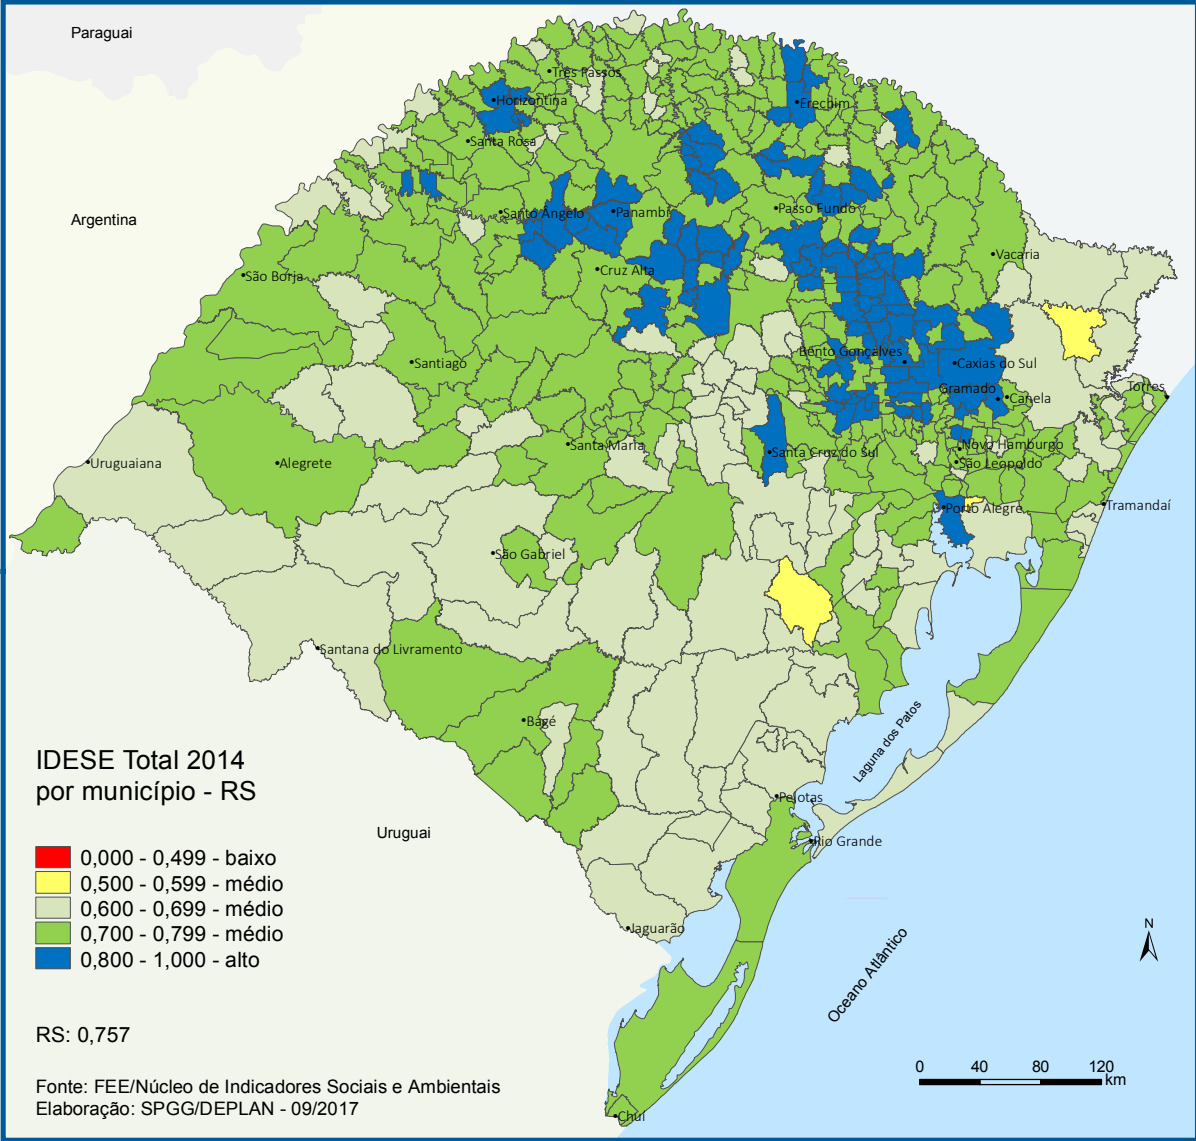 Paraguai
Três Passos
Horizontina
Erechim
Santa Rosa
Argentina
Santo Ângelo
Panambi
Passo Fundo
Vacaria
São Borja
Cruz Alta
Bento Gonçalves
Santiago
Caxias do Sul
Gramado
Canela
Torres
Santa Maria
Novo Hamburgo
Santa Cruz do Sul
São Leopoldo
Uruguaiana
Alegrete
Porto Alegre
Tramandaí
São Gabriel
Santana do Livramento
Bagé
Laguna dos Patos
IDESE Total 2014
por município - RS
Pelotas
Uruguai
Rio Grande
0,000 - 0,499 - baixo
0,500 - 0,599 - médio
0,600 - 0,699 - médio
0,700 - 0,799 - médio
0,800 - 1,000 - alto
Jaguarão
N
Oceano Atlântico
RS: 0,757
0 40 80 120
km
Fonte: FEE/Núcleo de Indicadores Sociais e Ambientais
Elaboração: SPGG/DEPLAN - 09/2017
Chuí